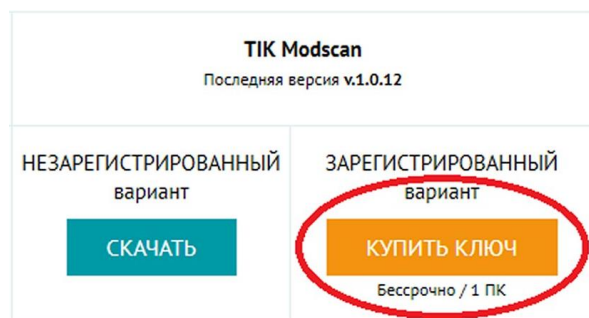 TIK Modscan
Последняя версия v.1.0.12
НЕЗАРЕГИСТРИРОВАННЫЙ
вариант
СКАЧАТЬ
ЗАРЕГИСТРИРОВАННЫЙ
вариант
КУПИТЬ КЛЮЧ
Бессрочно / 1 ПК